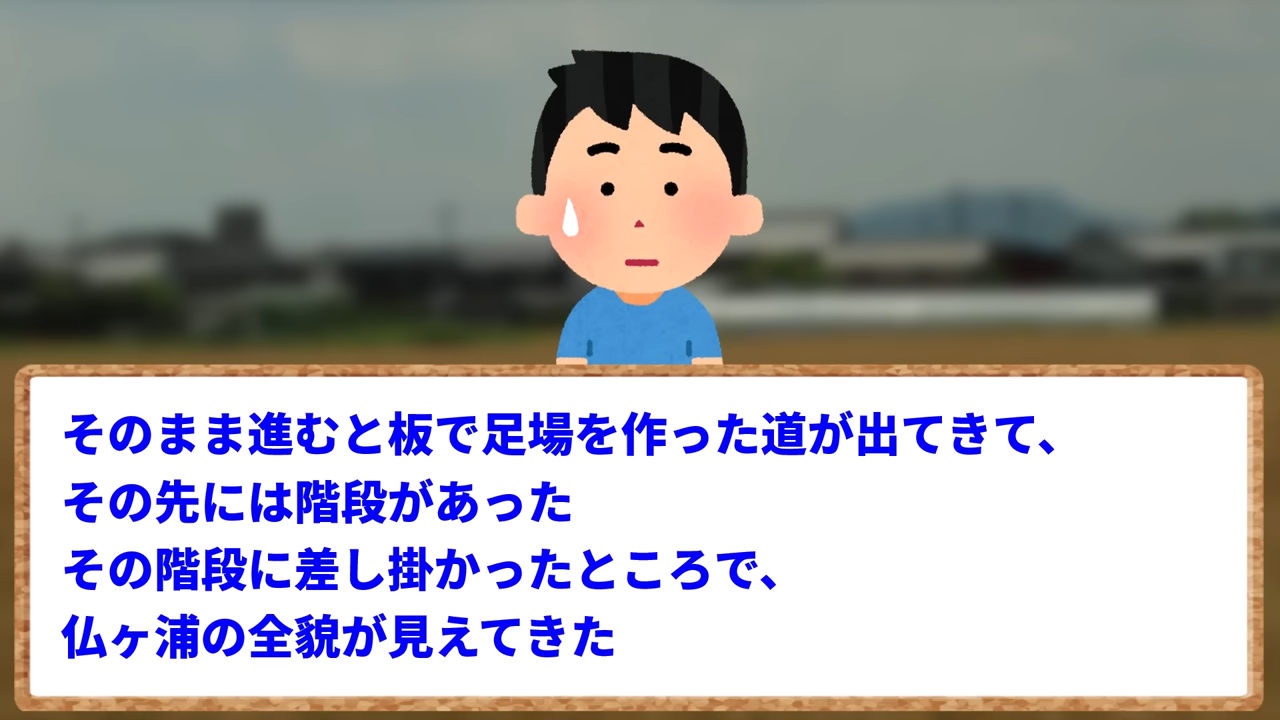 そのまま進むと板で足場を作った道が出てきて、
その先には階段があった
その階段に差し掛かったところで、
仏ヶ浦の全貌が見えてきた